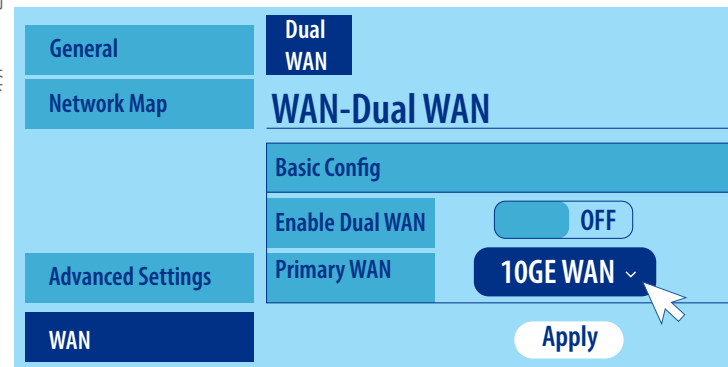 General
Network Map
Advanced Settings
WAN
Dual
WAN
WAN-Dual WAN
Basic Config
Enable Dual WAN OFF
Primary WAN 10GE WAN
Apply